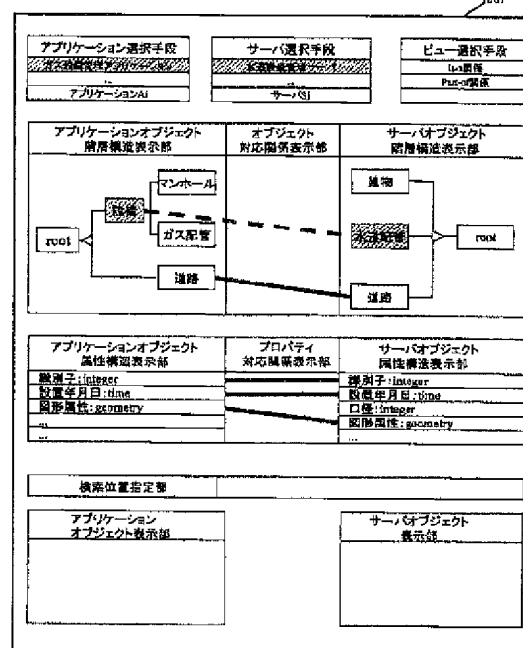 アプリケーション選択手段
...
アプリケーションAi
サーバ選択手段
...
サーバSj
ビュー選択手段
Is-a関係
Part-of関係
アプリケーションオブジェクト
階層構造表示部
オブジェクト
対応関係表示部
サーバオブジェクト
階層構造表示部
root
マンホール
ガス配管
道路
建物
道路
root
アプリケーションオブジェクト
属性構造表示部
識別子:integer
設置年月日:time
図形属性:geometry
...
...
プロパティ
対応関係表示部
サーバオブジェクト
属性構造表示部
識別子:integer
設置年月日:time
口径:integer
図形属性:geometry
...
検索位置指定部
アプリケーション
オブジェクト表示部
サーバオブジェクト
表示部